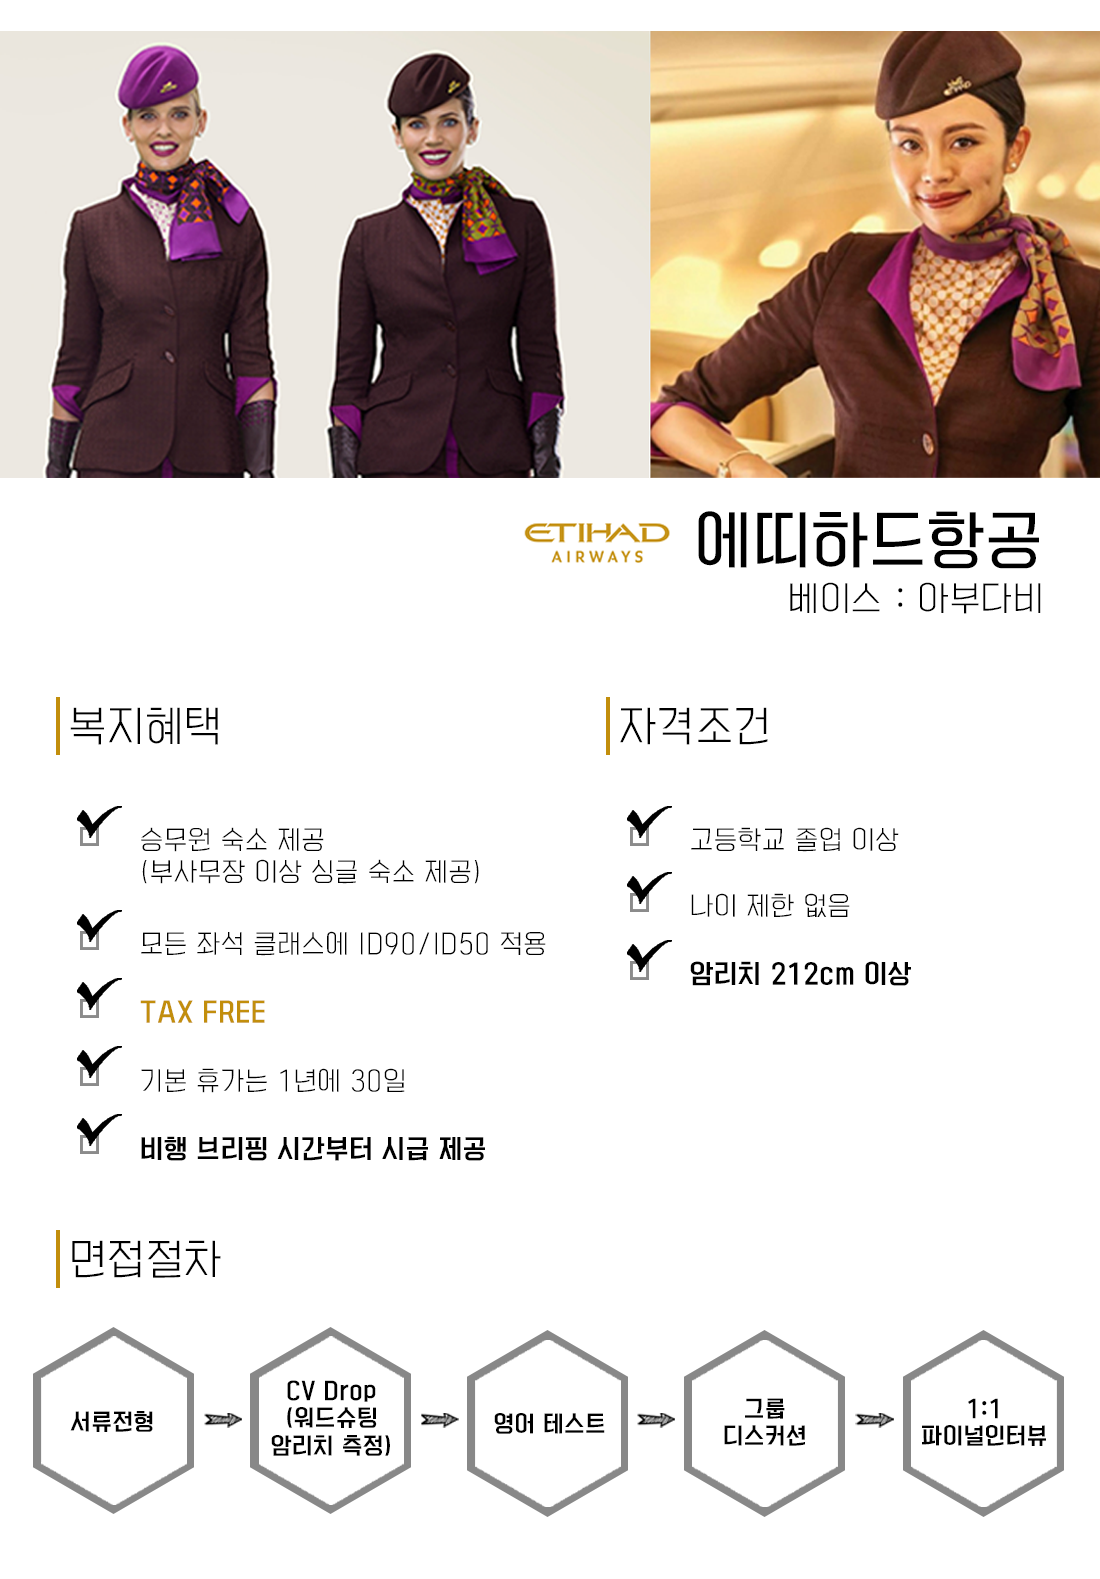 ETIHAD
AIRWAYS
에띠하드항공
베이스 : 아부다비
복지혜택
승무원 숙소 제공
(부사무장 이상 싱글 숙소 제공)
모든 좌석 클래스에 ID90/ID50 적용
TAX FREE
기본 휴가는 1년에 30일
비행 브리핑 시간부터 시급 제공
자격조건
고등학교 졸업 이상
나이 제한 없음
암리치 212cm 이상
면접절차
서류전형
CV Drop
(워드슈팅
암리치 측정)
영어 테스트
그룹
디스커션
1:1
파이널인터뷰